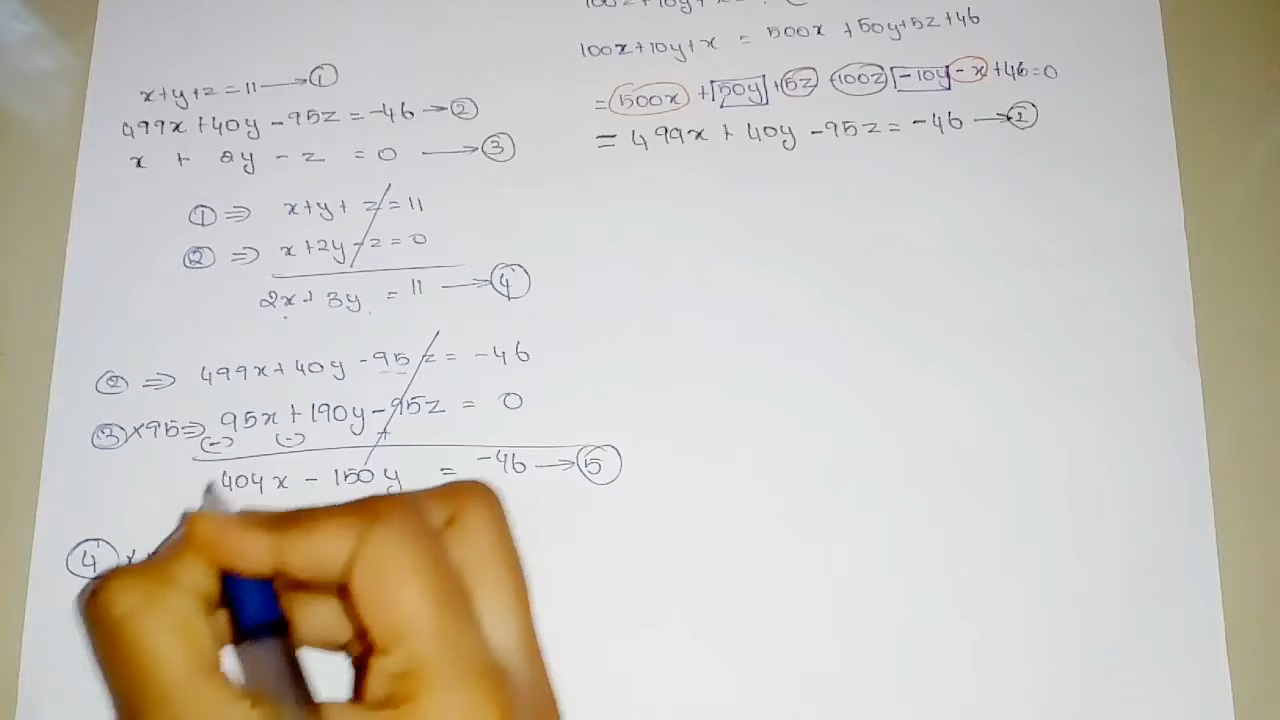 100z+10y+x = 500x +50y+5z+46
= 500x +50y +5z -100z -10y -x +46=0
= 499x + 40y -95z = -46 → ②
x+y+z = 11 → ①
499x+40y -95z = -46 → ②
x + 2y - z = 0 → ③
① ⇒ x+y+z = 11
② ⇒ x+2y-z = 0
2x+3y = 11 → ④
② ⇒ 499x+40y -95z = -46
③×95⇒ 95x+190y-95z = 0
(-) (-) +
404x - 150y = -46 → ⑤
④ ×